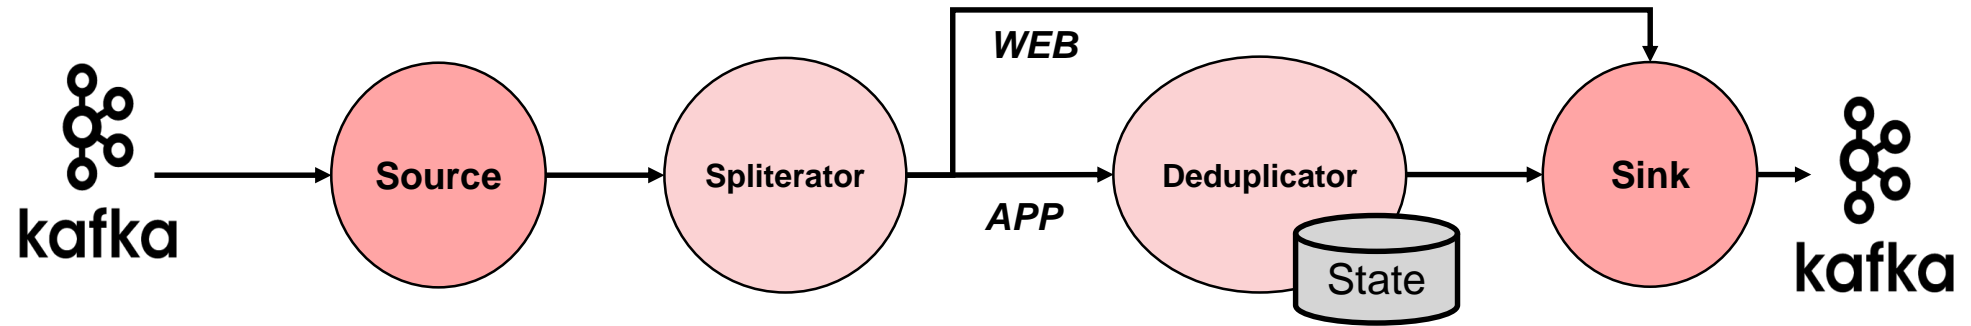 WEB
kafka
Source
Spliterator
APP
Deduplicator
State
Sink
kafka